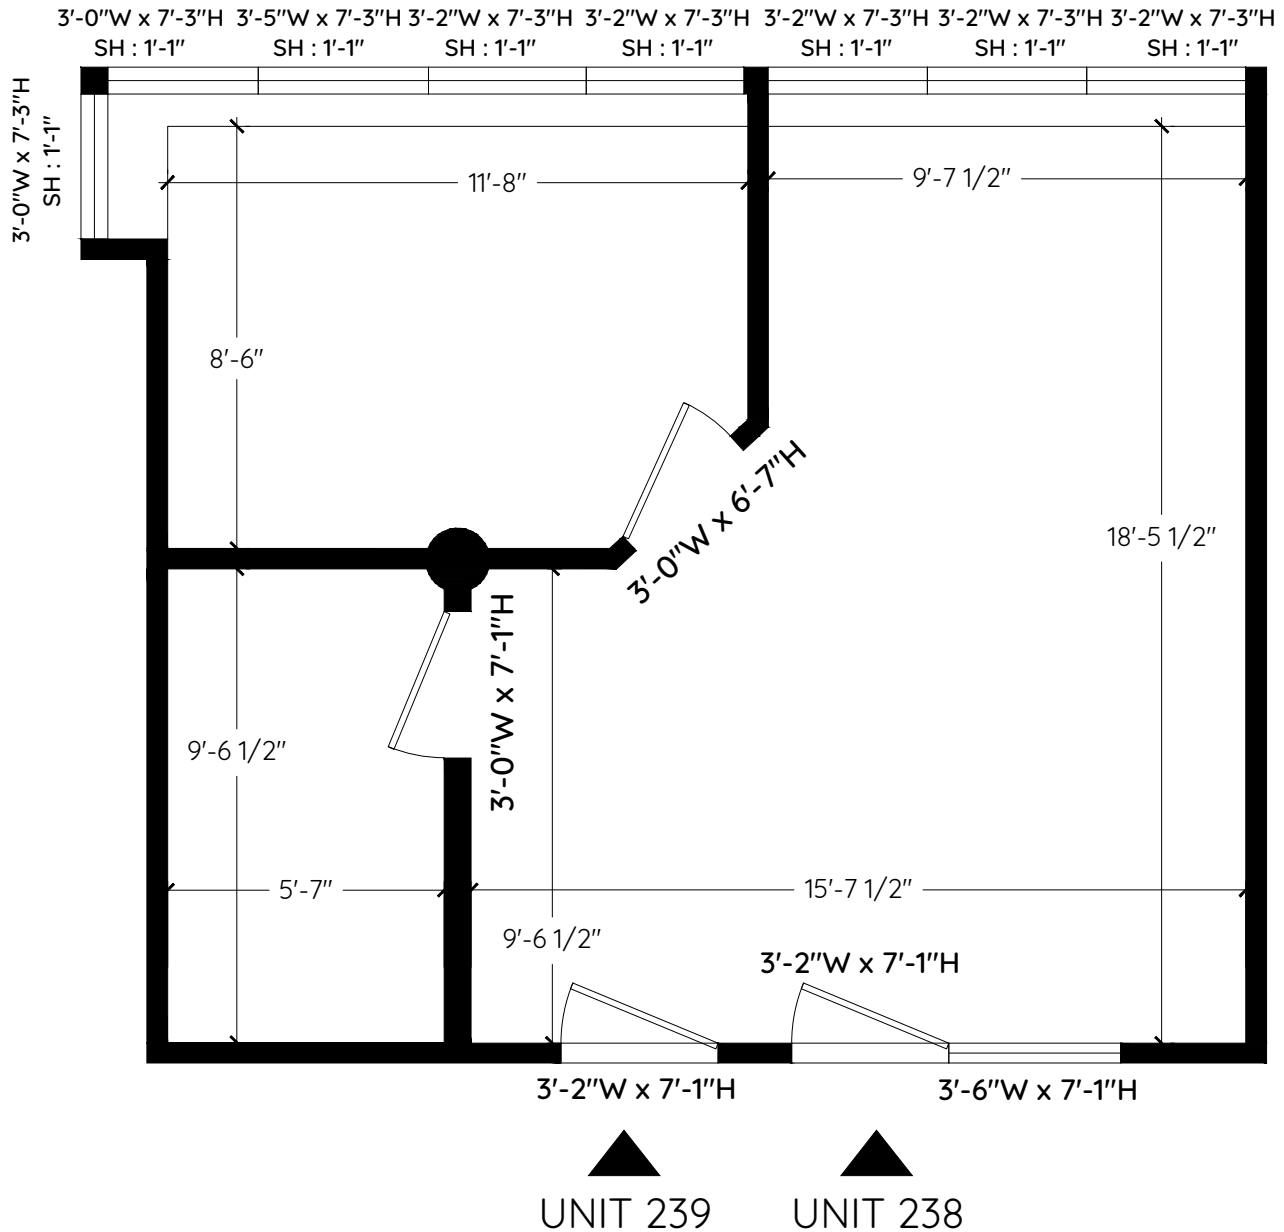 3'-0"W x 7'-3"H 3'-5"W x 7'-3"H 3'-2"W x 7'-3"H 3'-2"W x 7'-3"H 3'-2"W x 7'-3"H 3'-2"W x 7'-3"H 3'-2"W x 7'-3"H
SH : 1'-1" SH : 1'-1" SH : 1'-1" SH : 1'-1" SH : 1'-1" SH : 1'-1" SH : 1'-1"
3'-0"W x 7'-3"H
SH : 1'-1"
11'-8"
9'-7 1/2"
8'-6"
3'-0"W x 6'-7"H
18'-5 1/2"
3'-0"W x 7'-1"H
9'-6 1/2"
5'-7"
15'-7 1/2"
9'-6 1/2"
3'-2"W x 7'-1"H
3'-2"W x 7'-1"H
3'-6"W x 7'-1"H
UNIT 239
UNIT 238